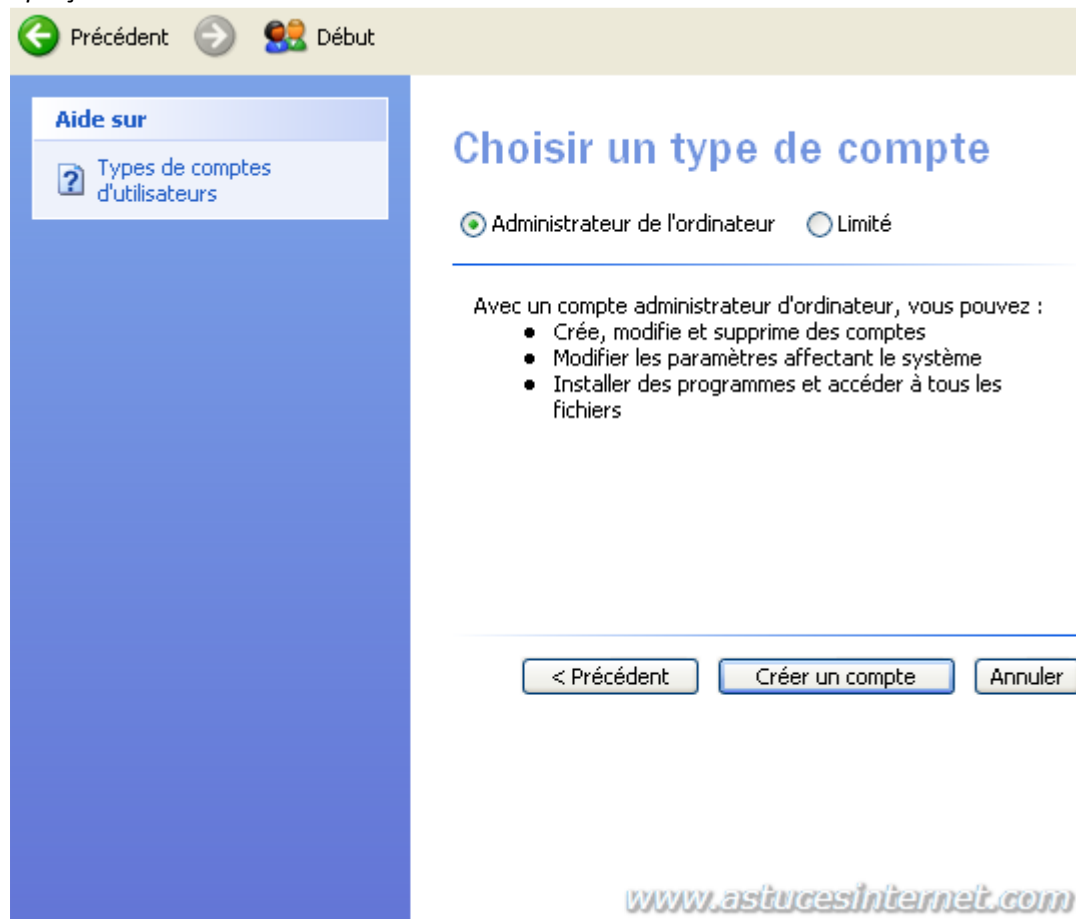 Précédent Début
Aide sur
Types de comptes
d'utilisateurs
Choisir un type de compte
Administrateur de l'ordinateur Limité
Avec un compte administrateur d'ordinateur, vous pouvez :
• Crée, modifie et supprime des comptes
• Modifier les paramètres affectant le système
• Installer des programmes et accéder à tous les
fichiers
< Précédent Créer un compte Annuler
www.astucesinternet.com